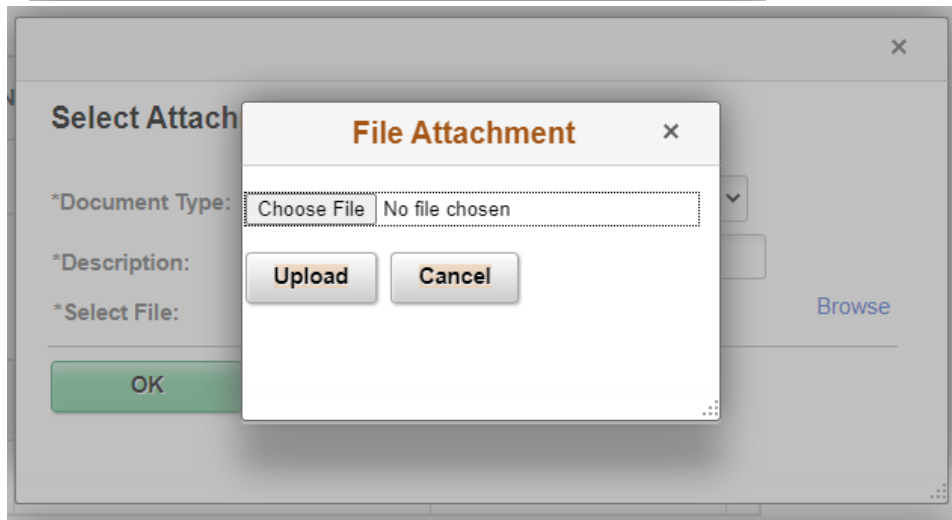 ×
Select Attach
File Attachment ×
*Document Type:
Choose File No file chosen
*Description:
Upload Cancel
*Select File:
Browse
OK